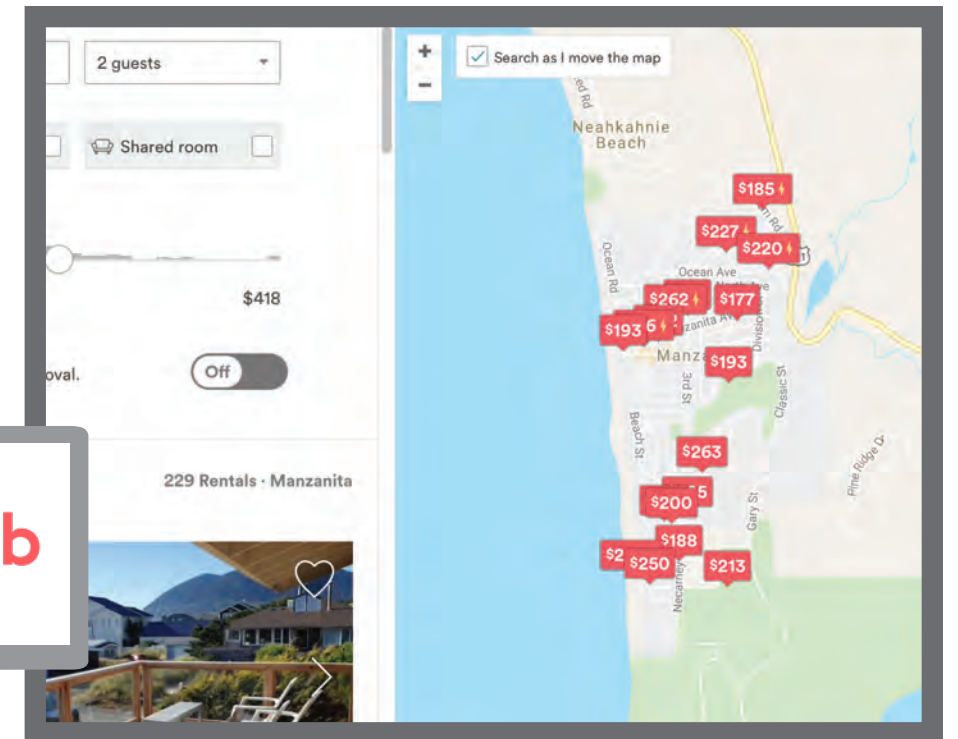 2 guests
Shared room
$418
oval.
Off
229 Rentals · Manzanita
b
+
−
Search as I move the map
Neahkahnie
Beach
$185
$227
$220
Ocean Rd
Ocean Ave
$262
$177
$193
Division
$193
3rd St
Classic St
Beach St
$263
Pine Ridge Dr
$200
Gary St
$188
$250
$213
Necarney